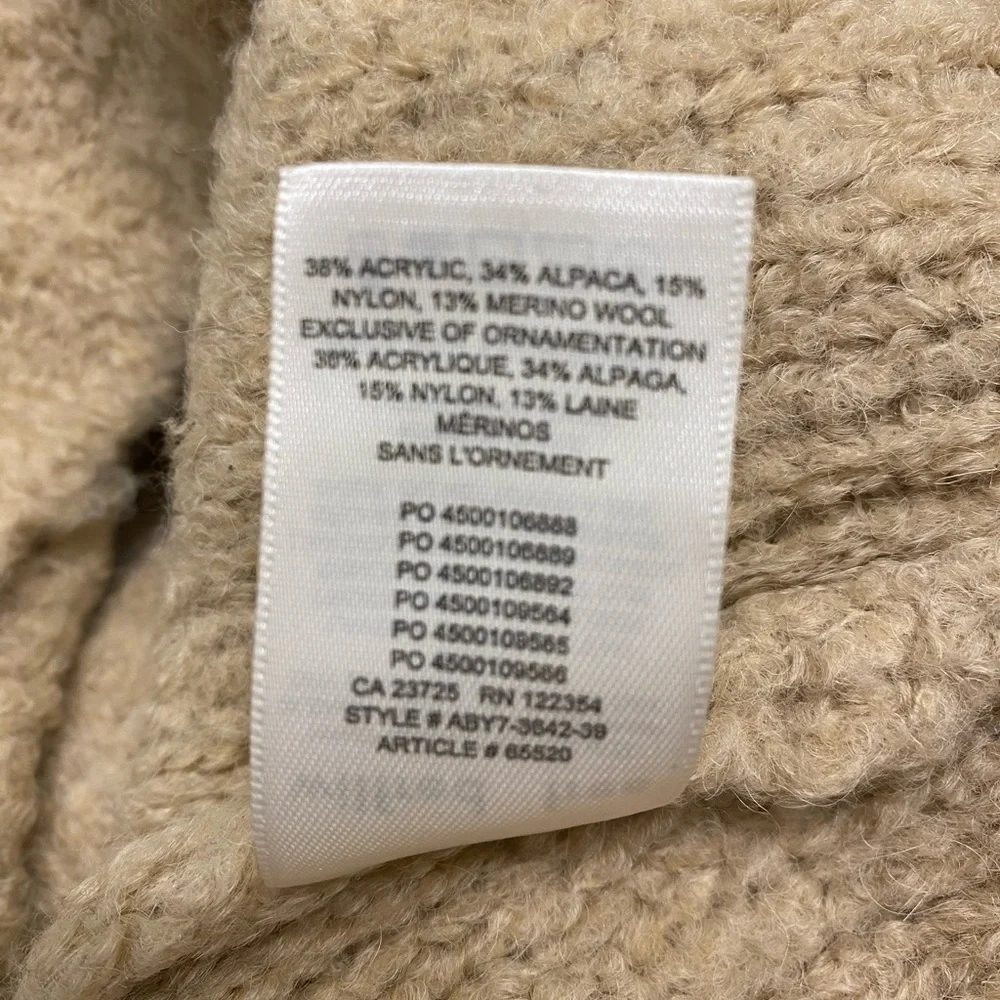 38% ACRYLIC, 34% ALPACA, 15%
NYLON, 13% MERINO WOOL
EXCLUSIVE OF ORNAMENTATION
38% ACRYLIQUE, 34% ALPAGA,
15% NYLON, 13% LAINE
MÉRINOS
SANS L'ORNEMENT
PO 4500106888
PO 4500106889
PO 4500106892
PO 4500109564
PO 4500109565
PO 4500109566
CA 23725 RN 122354
STYLE # ABY7-3642-39
ARTICLE # 65520